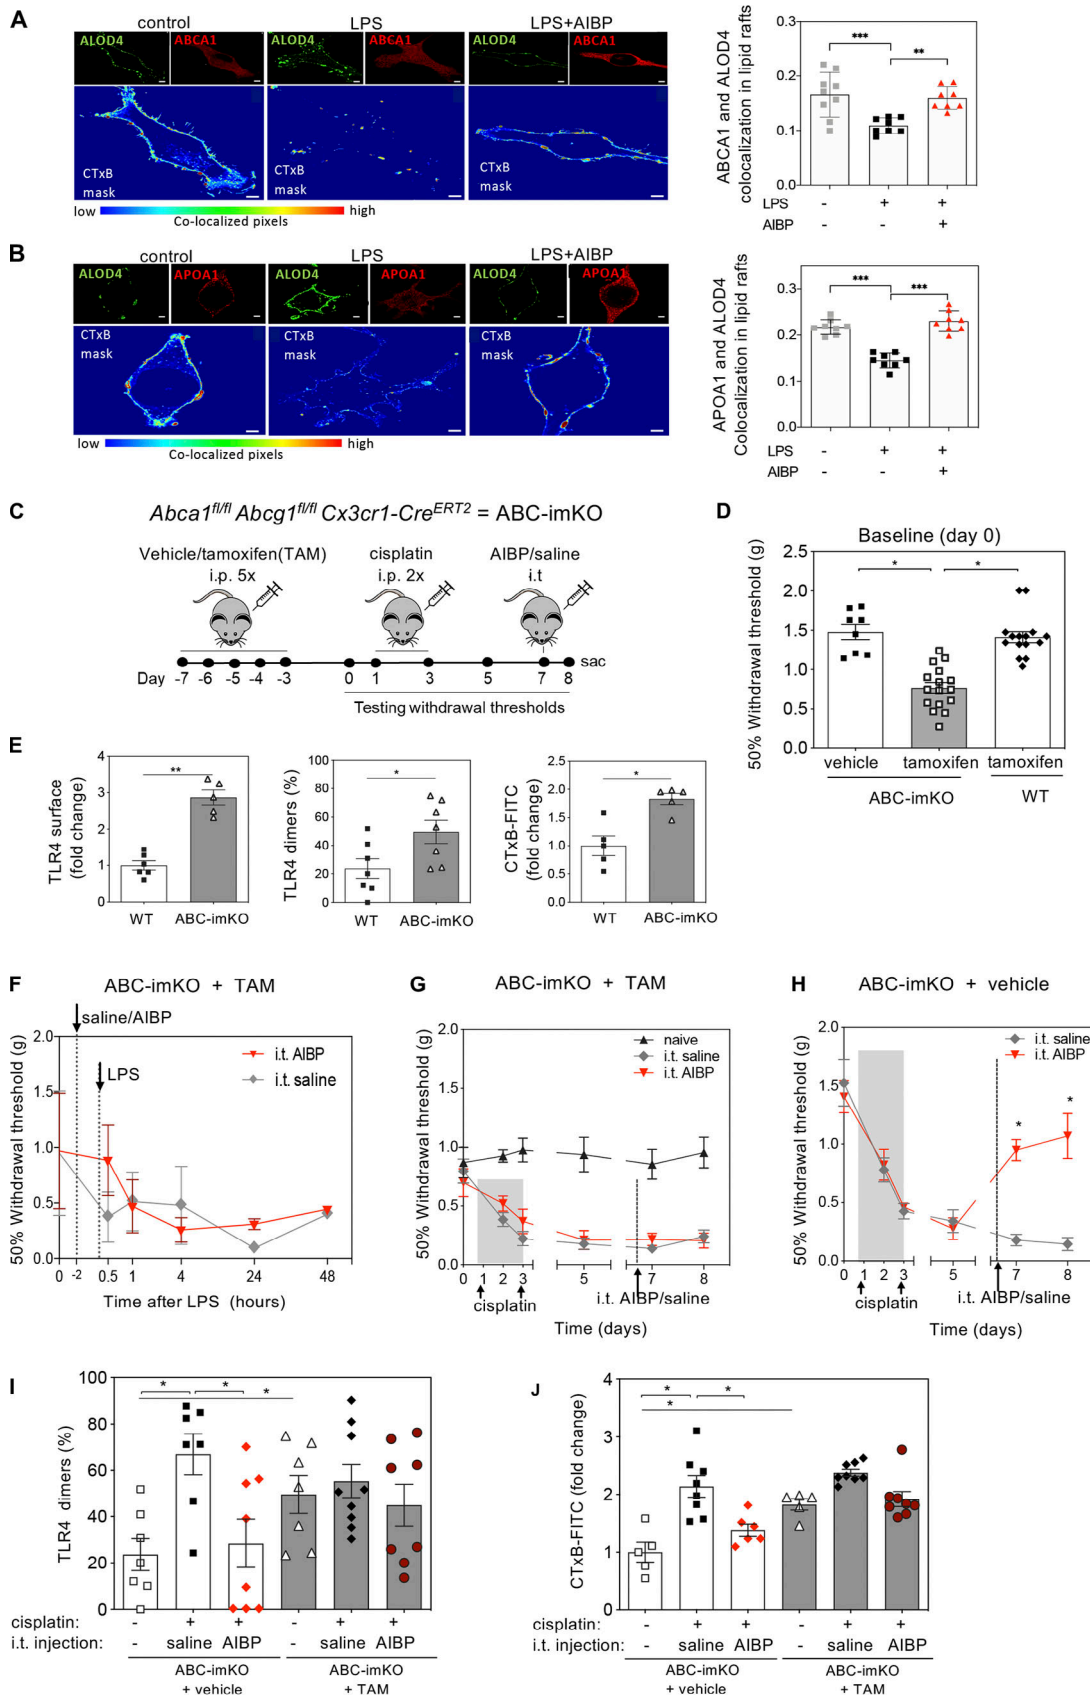 A
control
LPS
LPS+AIBP
ALOD4
ABCA1
ALOD4
ABCA1
ALOD4
ABCA1
CTxB
mask
CTxB
mask
CTxB
mask
low
high
Co-localized pixels
ABCA1 and ALOD4
colocalization in lipid rafts
0.3
0.2
0.1
0.0
***
**
LPS - + +
AIBP - - +
B
control
LPS
LPS+AIBP
ALOD4
APOA1
ALOD4
APOA1
ALOD4
APOA1
CTxB
mask
CTxB
mask
CTxB
mask
low
high
Co-localized pixels
APOA1 and ALOD4
Colocalization in lipid rafts
0.3
0.2
0.1
0.0
***
***
LPS - + +
AIBP - - +
C
Abca1fl/fl Abcg1fl/fl Cx3cr1-CreERT2 = ABC-imKO
Vehicle/tamoxifen(TAM)
i.p. 5x
cisplatin
i.p. 2x
AIBP/saline
i.t
sac
Day -7 -6 -5 -4 -3 0 1 3 5 7 8
Testing withdrawal thresholds
D
Baseline (day 0)
50% Withdrawal threshold (g)
2.5
2.0
1.5
1.0
0.5
0.0
*
*
vehicle tamoxifen tamoxifen
ABC-imKO WT
E
TLR4 surface
(fold change)
4
3
2
1
0
**
WT ABC-imKO
TLR4 dimers (%)
100
80
60
40
20
0
*
WT ABC-imKO
CTxB-FITC
(fold change)
2.5
2.0
1.5
1.0
0.5
0.0
*
WT ABC-imKO
F
ABC-imKO + TAM
saline/AIBP
LPS
i.t. AIBP
i.t. saline
50% Withdrawal threshold (g)
2.0
1.5
1.0
0.5
0.0
0 -2 0.5 1 4 24 48
Time after LPS (hours)
G
ABC-imKO + TAM
naive
i.t. saline
i.t. AIBP
50% Withdrawal threshold (g)
2.0
1.5
1.0
0.5
0.0
0 1 2 3 5 7 8
cisplatin
i.t. AIBP/saline
Time (days)
H
ABC-imKO + vehicle
i.t. saline
i.t. AIBP
50% Withdrawal threshold (g)
2.0
1.5
1.0
0.5
0.0
*
*
0 1 2 3 5 7 8
cisplatin
i.t. AIBP/saline
Time (days)
I
TLR4 dimers (%)
100
80
60
40
20
0
*
*
*
cisplatin: - + + - + +
i.t. injection: - saline AIBP - saline AIBP
ABC-imKO
+ vehicle
ABC-imKO
+ TAM
J
CTxB-FITC (fold change)
4
3
2
1
0
*
*
*
cisplatin: - + + - + +
i.t. injection: - saline AIBP - saline AIBP
ABC-imKO
+ vehicle
ABC-imKO
+ TAM